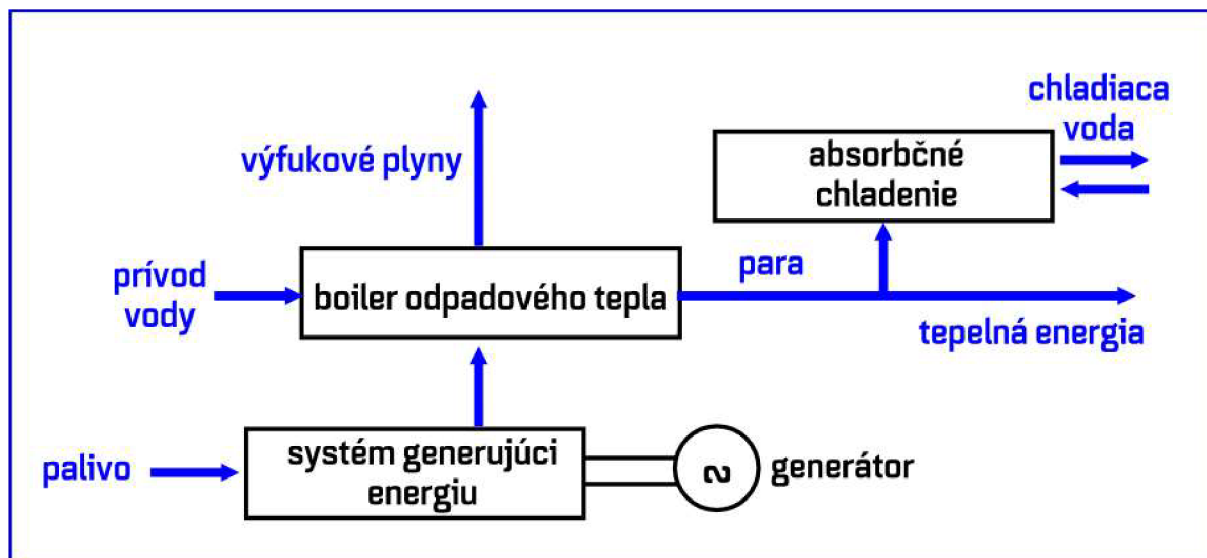 chladiaca
voda
výfukové plyny
absorbčné
chladenie
prívod
vody
boiler odpadového tepla
para
tepelná energia
palivo
systém generujúci
energiu
generátor